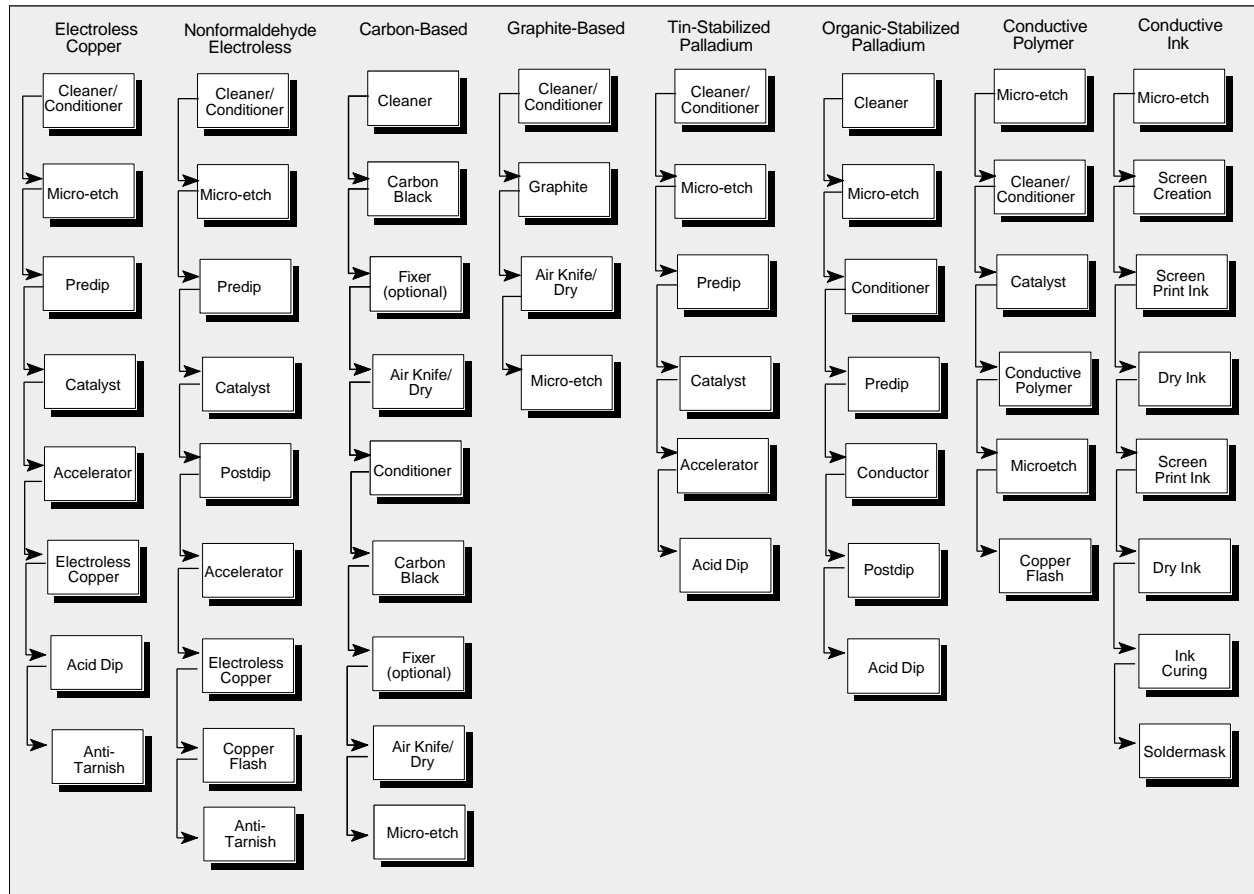 Electroless
Copper
Cleaner/
Conditioner
Micro-etch
Predip
Catalyst
Accelerator
Electroless
Copper
Acid Dip
Anti-
Tarnish
Nonformaldehyde
Electroless
Cleaner/
Conditioner
Micro-etch
Predip
Catalyst
Postdip
Accelerator
Electroless
Copper
Copper
Flash
Anti-
Tarnish
Carbon-Based
Cleaner
Carbon
Black
Fixer
(optional)
Air Knife/
Dry
Conditioner
Carbon
Black
Fixer
(optional)
Air Knife/
Dry
Micro-etch
Graphite-Based
Cleaner/
Conditioner
Graphite
Air Knife/
Dry
Micro-etch
Tin-Stabilized
Palladium
Cleaner/
Conditioner
Micro-etch
Predip
Catalyst
Accelerator
Acid Dip
Organic-Stabilized
Palladium
Cleaner
Micro-etch
Conditioner
Predip
Conductor
Postdip
Acid Dip
Conductive
Polymer
Micro-etch
Cleaner/
Conditioner
Catalyst
Conductive
Polymer
Microetch
Copper
Flash
Conductive
Ink
Micro-etch
Screen
Creation
Screen
Print Ink
Dry Ink
Screen
Print Ink
Dry Ink
Ink
Curing
Soldermask